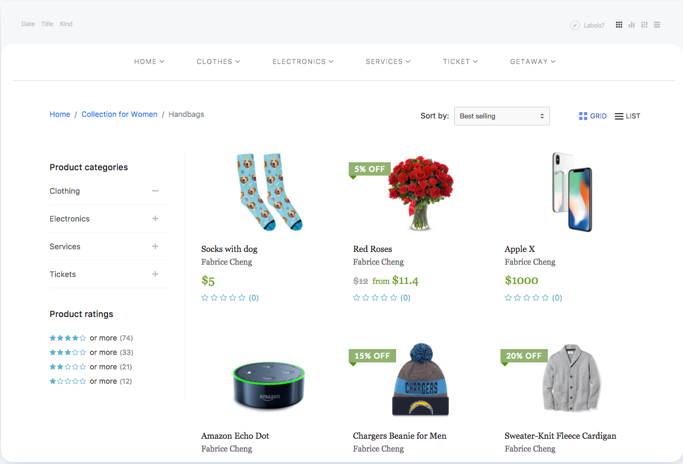 Date Title Kind
Labels?
HOME CLOTHES ELECTRONICS SERVICES TICKET GETAWAY
Home / Collection for Women / Handbags
Sort by: Best selling
GRID LIST
Product categories
Clothing
Electronics
Services
Tickets
Product ratings
or more (74)
or more (33)
or more (21)
or more (12)
Socks with dog
Fabrice Cheng
$5
(0)
5% OFF
Red Roses
Fabrice Cheng
$12 from $11.4
(0)
Apple X
Fabrice Cheng
$1000
(0)
amazon
Amazon Echo Dot
Fabrice Cheng
15% OFF
CHARGERS
Chargers Beanie for Men
Fabrice Cheng
20% OFF
Sweater-Knit Fleece Cardigan
Fabrice Cheng